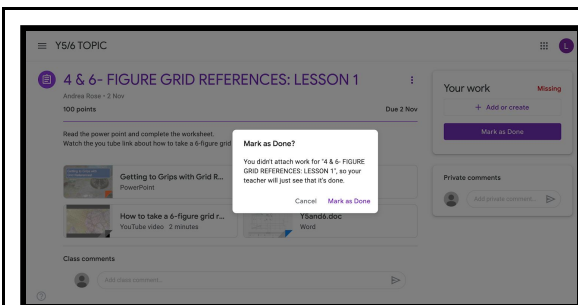 Y5/6 TOPIC
L
4 & 6- FIGURE GRID REFERENCES: LESSON 1
Andrea Rose • 2 Nov
100 points
Due 2 Nov
Read the power point and complete the worksheet.
Watch the you tube link about how to take a 6-figure grid
Getting to Grips with Grid R...
PowerPoint
How to take a 6-figure grid r...
YouTube video 2 minutes
Y5and6.doc
Word
Class comments
Add class comment...
Mark as Done?
You didn't attach work for "4 & 6- FIGURE
GRID REFERENCES: LESSON 1", so your
teacher will just see that it's done.
Cancel Mark as Done
Your work
Missing
+ Add or create
Mark as Done
Private comments
Add private comment...